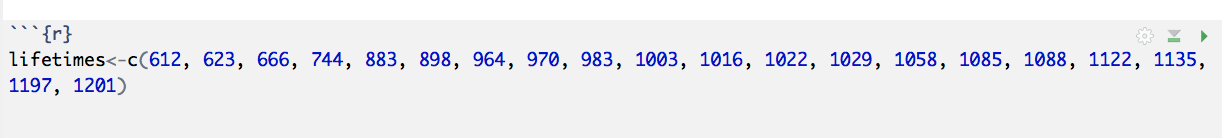 ```{r}
lifetimes<-c(612, 623, 666, 744, 883, 898, 964, 970, 983, 1003, 1016, 1022, 1029, 1058, 1085, 1088, 1122, 1135,
1197, 1201)